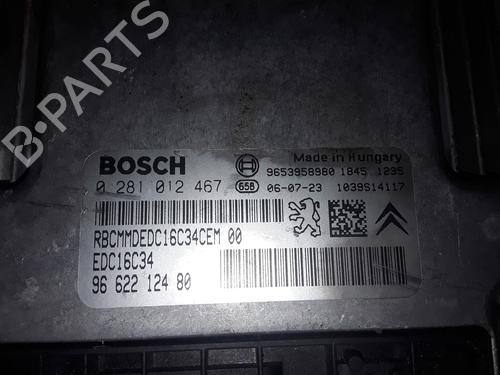 B-PARTS
BOSCH
Made in Hungary
9653958980 1845 1235
0 281 012 467 658 06-07-23 1039S14117
RBCMMDEDC16C34CEM 00
EDC16C34
96 622 124 80